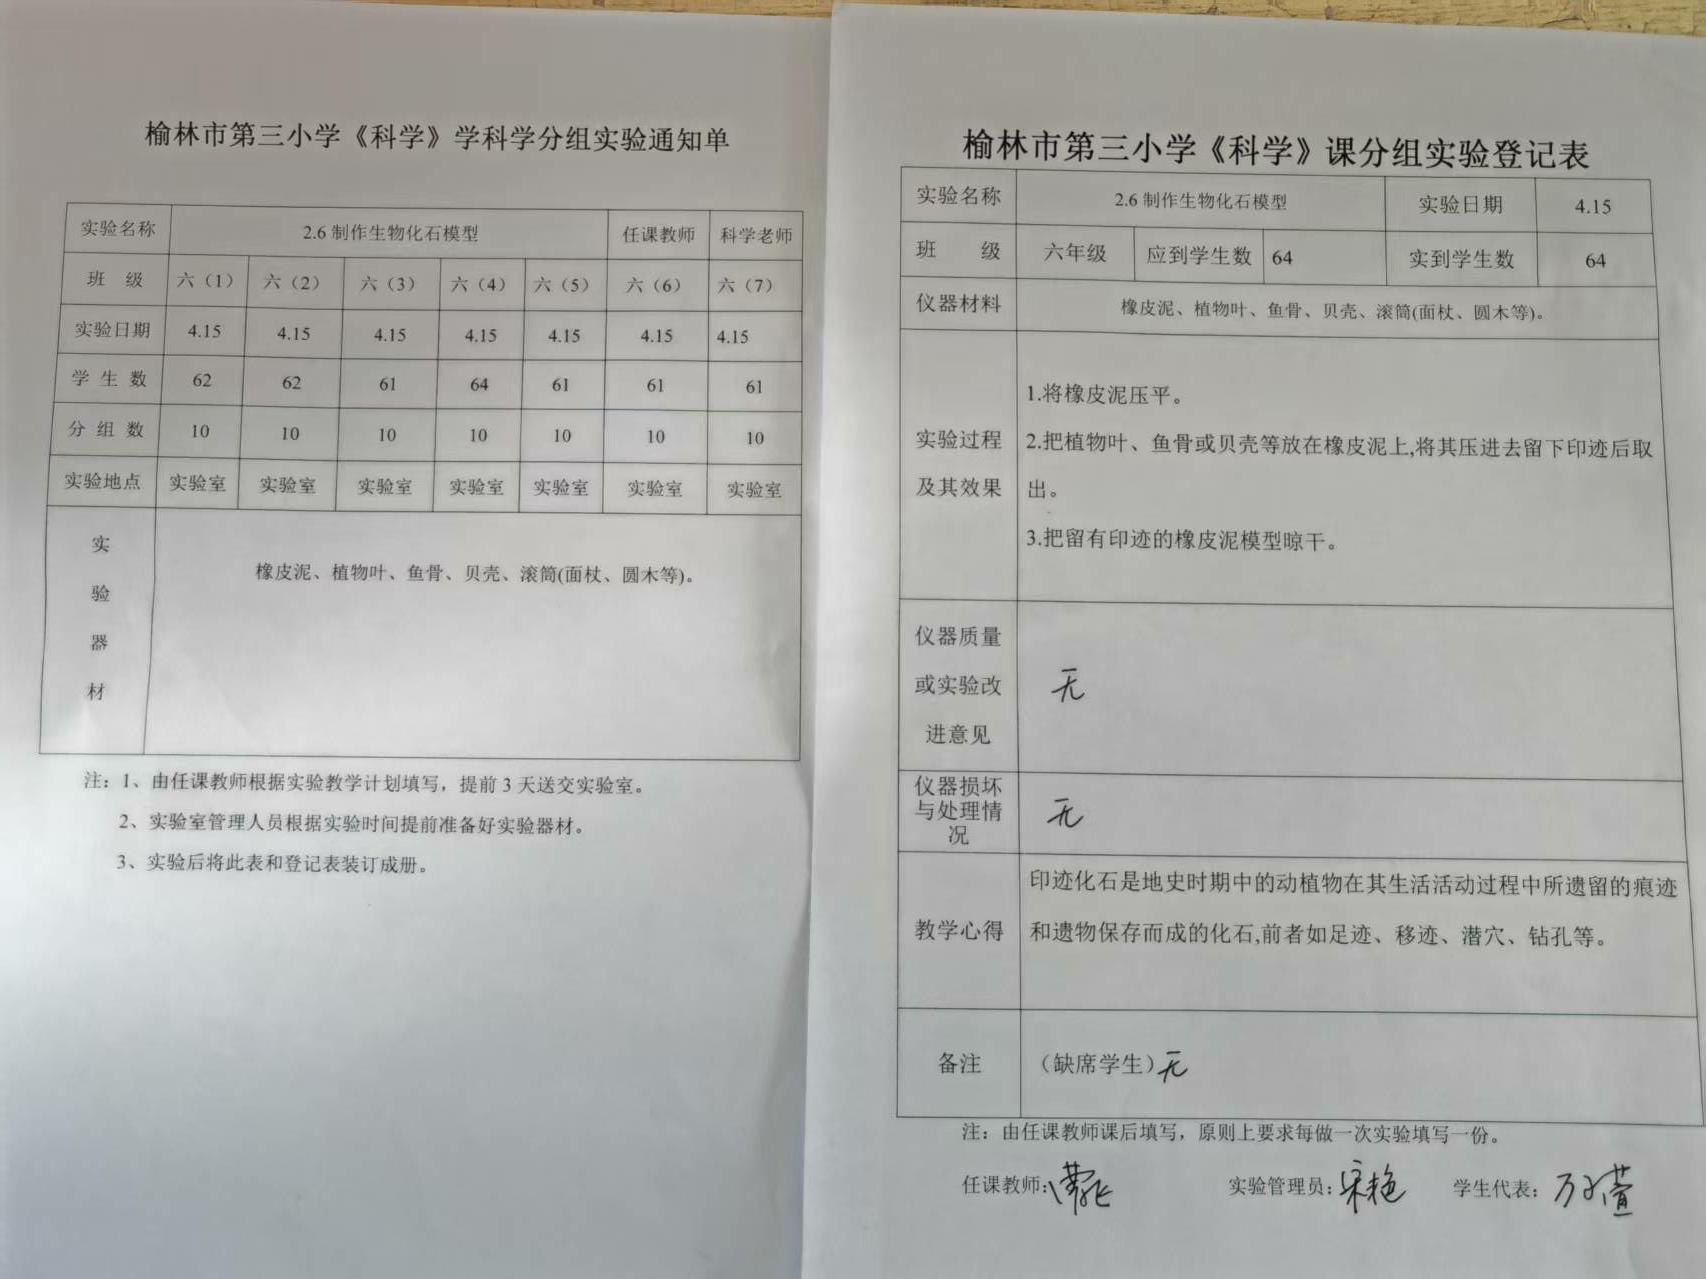 榆林市第三小学《科学》学科学分组实验通知单
实验名称 2.6 制作生物化石模型 任课教师 科学老师
班 级 六（1） 六（2） 六（3） 六（4） 六（5） 六（6） 六（7）
实验日期 4.15 4.15 4.15 4.15 4.15 4.15 4.15
学 生 数 62 62 61 64 61 61 61
分 组 数 10 10 10 10 10 10 10
实验地点 实验室 实验室 实验室 实验室 实验室 实验室 实验室
实
验
器
材
橡皮泥、植物叶、鱼骨、贝壳、滚筒(面杖、圆木等)。
注：1、由任课教师根据实验教学计划填写，提前 3 天送交实验室。
2、实验室管理人员根据实验时间提前准备好实验器材。
3、实验后将此表和登记表装订成册。
榆林市第三小学《科学》课分组实验登记表
实验名称 2.6 制作生物化石模型 实验日期 4.15
班 级 六年级 应到学生数 64 实到学生数 64
仪器材料 橡皮泥、植物叶、鱼骨、贝壳、滚筒(面杖、圆木等)。
实验过程
及其效果
1.将橡皮泥压平。
2.把植物叶、鱼骨或贝壳等放在橡皮泥上,将其压进去留下印迹后取
出。
3.把留有印迹的橡皮泥模型晾干。
仪器质量
或实验改
进意见
无
仪器损坏
与处理情
况
无
教学心得
印迹化石是地史时期中的动植物在其生活活动过程中所遗留的痕迹
和遗物保存而成的化石,前者如足迹、移迹、潜穴、钻孔等。
备注 （缺席学生）无
注：由任课教师课后填写，原则上要求每做一次实验填写一份。
任课教师: 实验管理员: 宋艳 学生代表: 万子萱